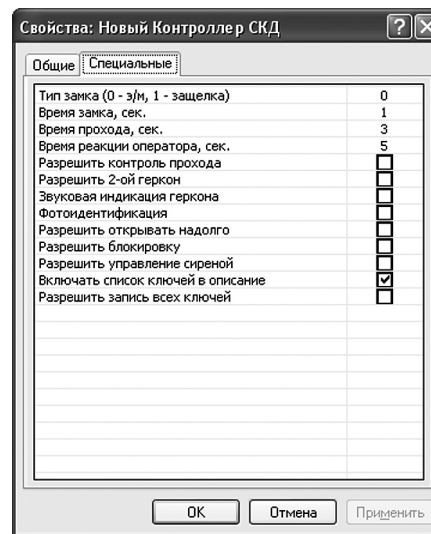 Свойства: Новый Контроллер СКД
Общие Специальные
Тип замка (0 - э/м, 1 - защелка) 0
Время замка, сек. 1
Время прохода, сек. 3
Время реакции оператора, сек. 5
Разрешить контроль прохода
Разрешить 2-ой геркон
Звуковая индикация геркона
Фотоидентификация
Разрешить открывать надолго
Разрешить блокировку
Разрешить управление сиреной
Включать список ключей в описание
Разрешить запись всех ключей
OK Отмена Применить